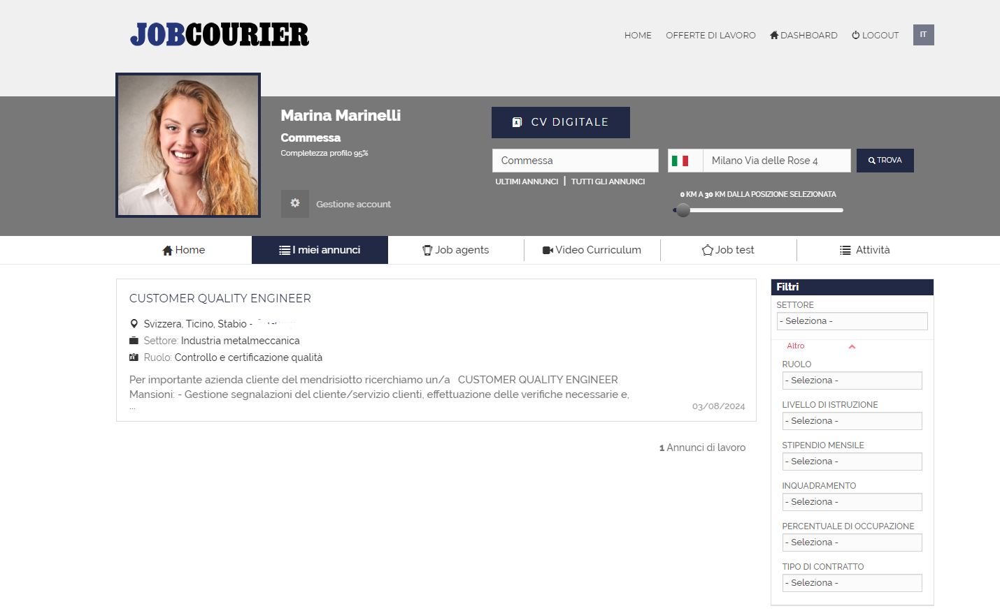 JOBCOURIER
HOME OFFERTE DI LAVORO DASHBOARD LOGOUT IT
Marina Marinelli
Commessa
Completezza profilo 95%
Gestione account
CV DIGITALE
Commessa Milano Via delle Rose 4 TROVA
ULTIMI ANNUNCI | TUTTI GLI ANNUNCI
0 KM A 30 KM DALLA POSIZIONE SELEZIONATA
Home I miei annunci Job agents Video Curriculum Job test Attività
CUSTOMER QUALITY ENGINEER
Svizzera, Ticino, Stabio -
Settore: Industria metalmeccanica
Ruolo: Controllo e certificazione qualità
Per importante azienda cliente del mendrisiotto ricerchiamo un/a CUSTOMER QUALITY ENGINEER
Mansioni: - Gestione segnalazioni del cliente/servizio clienti, effettuazione delle verifiche necessarie e,
...
03/08/2024
1 Annunci di lavoro
Filtri
SETTORE
- Seleziona -
Altro
RUOLO
- Seleziona -
LIVELLO DI ISTRUZIONE
- Seleziona -
STIPENDIO MENSILE
- Seleziona -
INQUADRAMENTO
- Seleziona -
PERCENTUALE DI OCCUPAZIONE
- Seleziona -
TIPO DI CONTRATTO
- Seleziona -